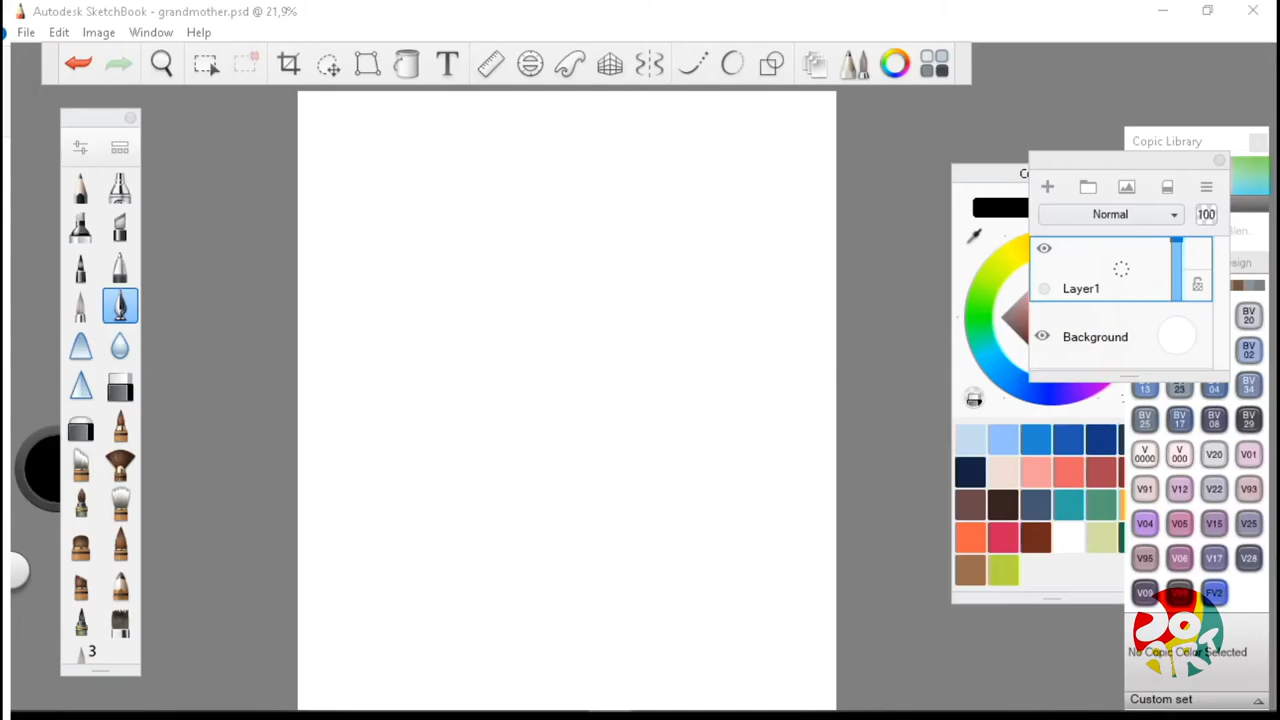 Autodesk SketchBook - grandmother.psd @ 21,9%
File Edit Image Window Help
T
Copic Library
Normal 100
Layer1
Background
BV 20
BV 02
13 23 04 BV 34
BV 25 BV 17 BV 08 BV 29
V 0000 V 000 V20 V01
V91 V12 V22 V93
V04 V05 V15 V25
V95 V06 V17 V28
V09 V99 FV2
JOJ ART
No Copic Color Selected
Custom set
3